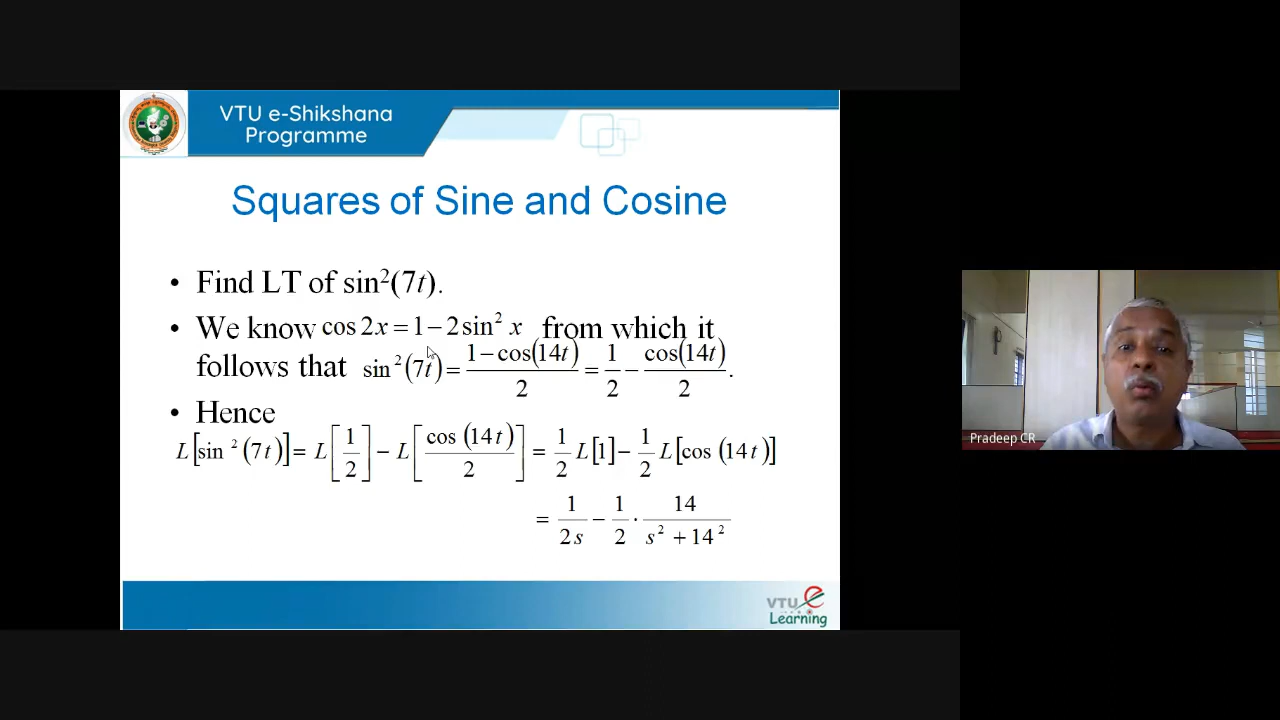 VTU e-Shikshana
Programme
Squares of Sine and Cosine
• Find LT of sin²(7t).
• We know cos 2x = 1 − 2 sin² x from which it
follows that sin² (7t) = (1 − cos(14t))/2 = 1/2 − cos(14t)/2 .
• Hence
L[sin² (7t)] = L[1/2] − L[cos (14t)/2] = 1/2 L[1] − 1/2 L[cos (14t)]
= 1/2s − 1/2 · 14/(s² + 14²)
VTU e
Learning
Pradeep CR